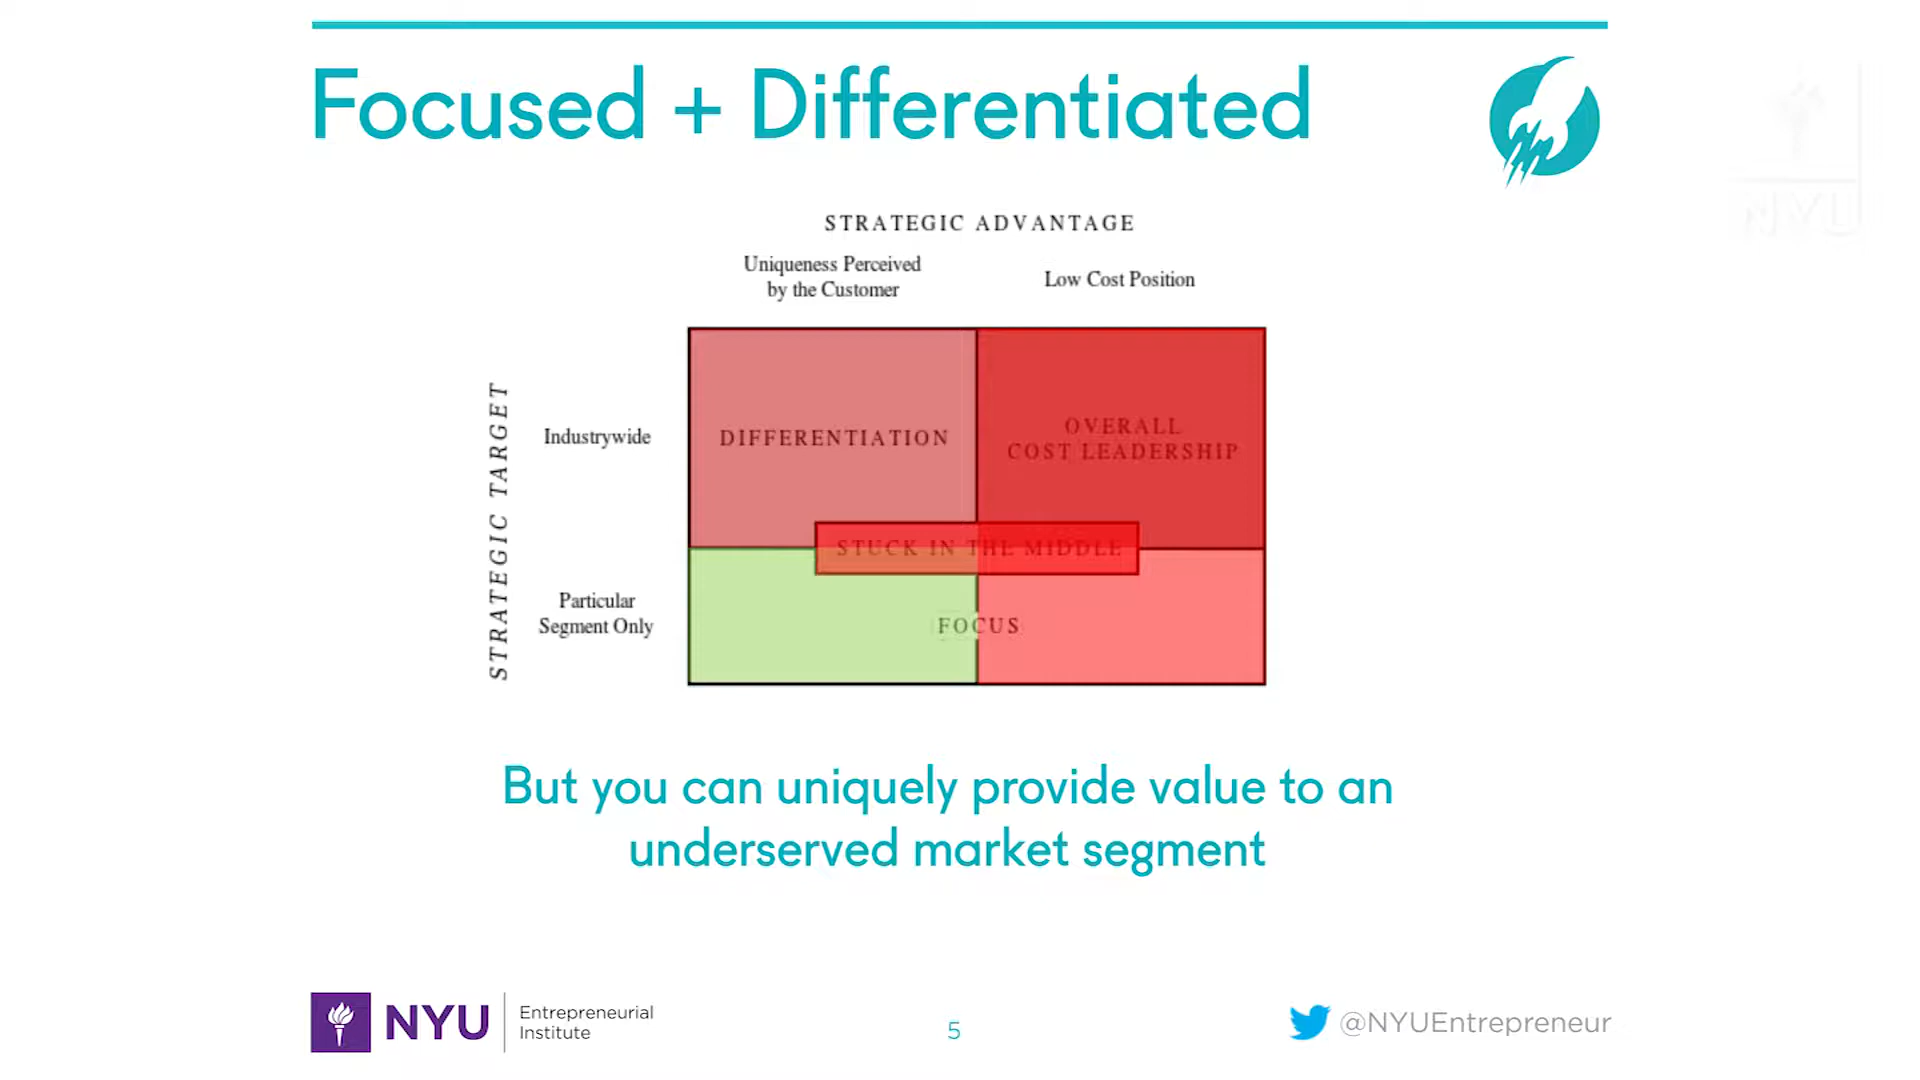 Focused + Differentiated
NYU
STRATEGIC ADVANTAGE
Uniqueness Perceived
by the Customer
Low Cost Position
STRATEGIC TARGET
Industrywide
DIFFERENTIATION
OVERALL
COST LEADERSHIP
STUCK IN THE MIDDLE
Particular
Segment Only
FOCUS
But you can uniquely provide value to an
underserved market segment
NYU
Entrepreneurial
Institute
5
@NYUEntrepreneur